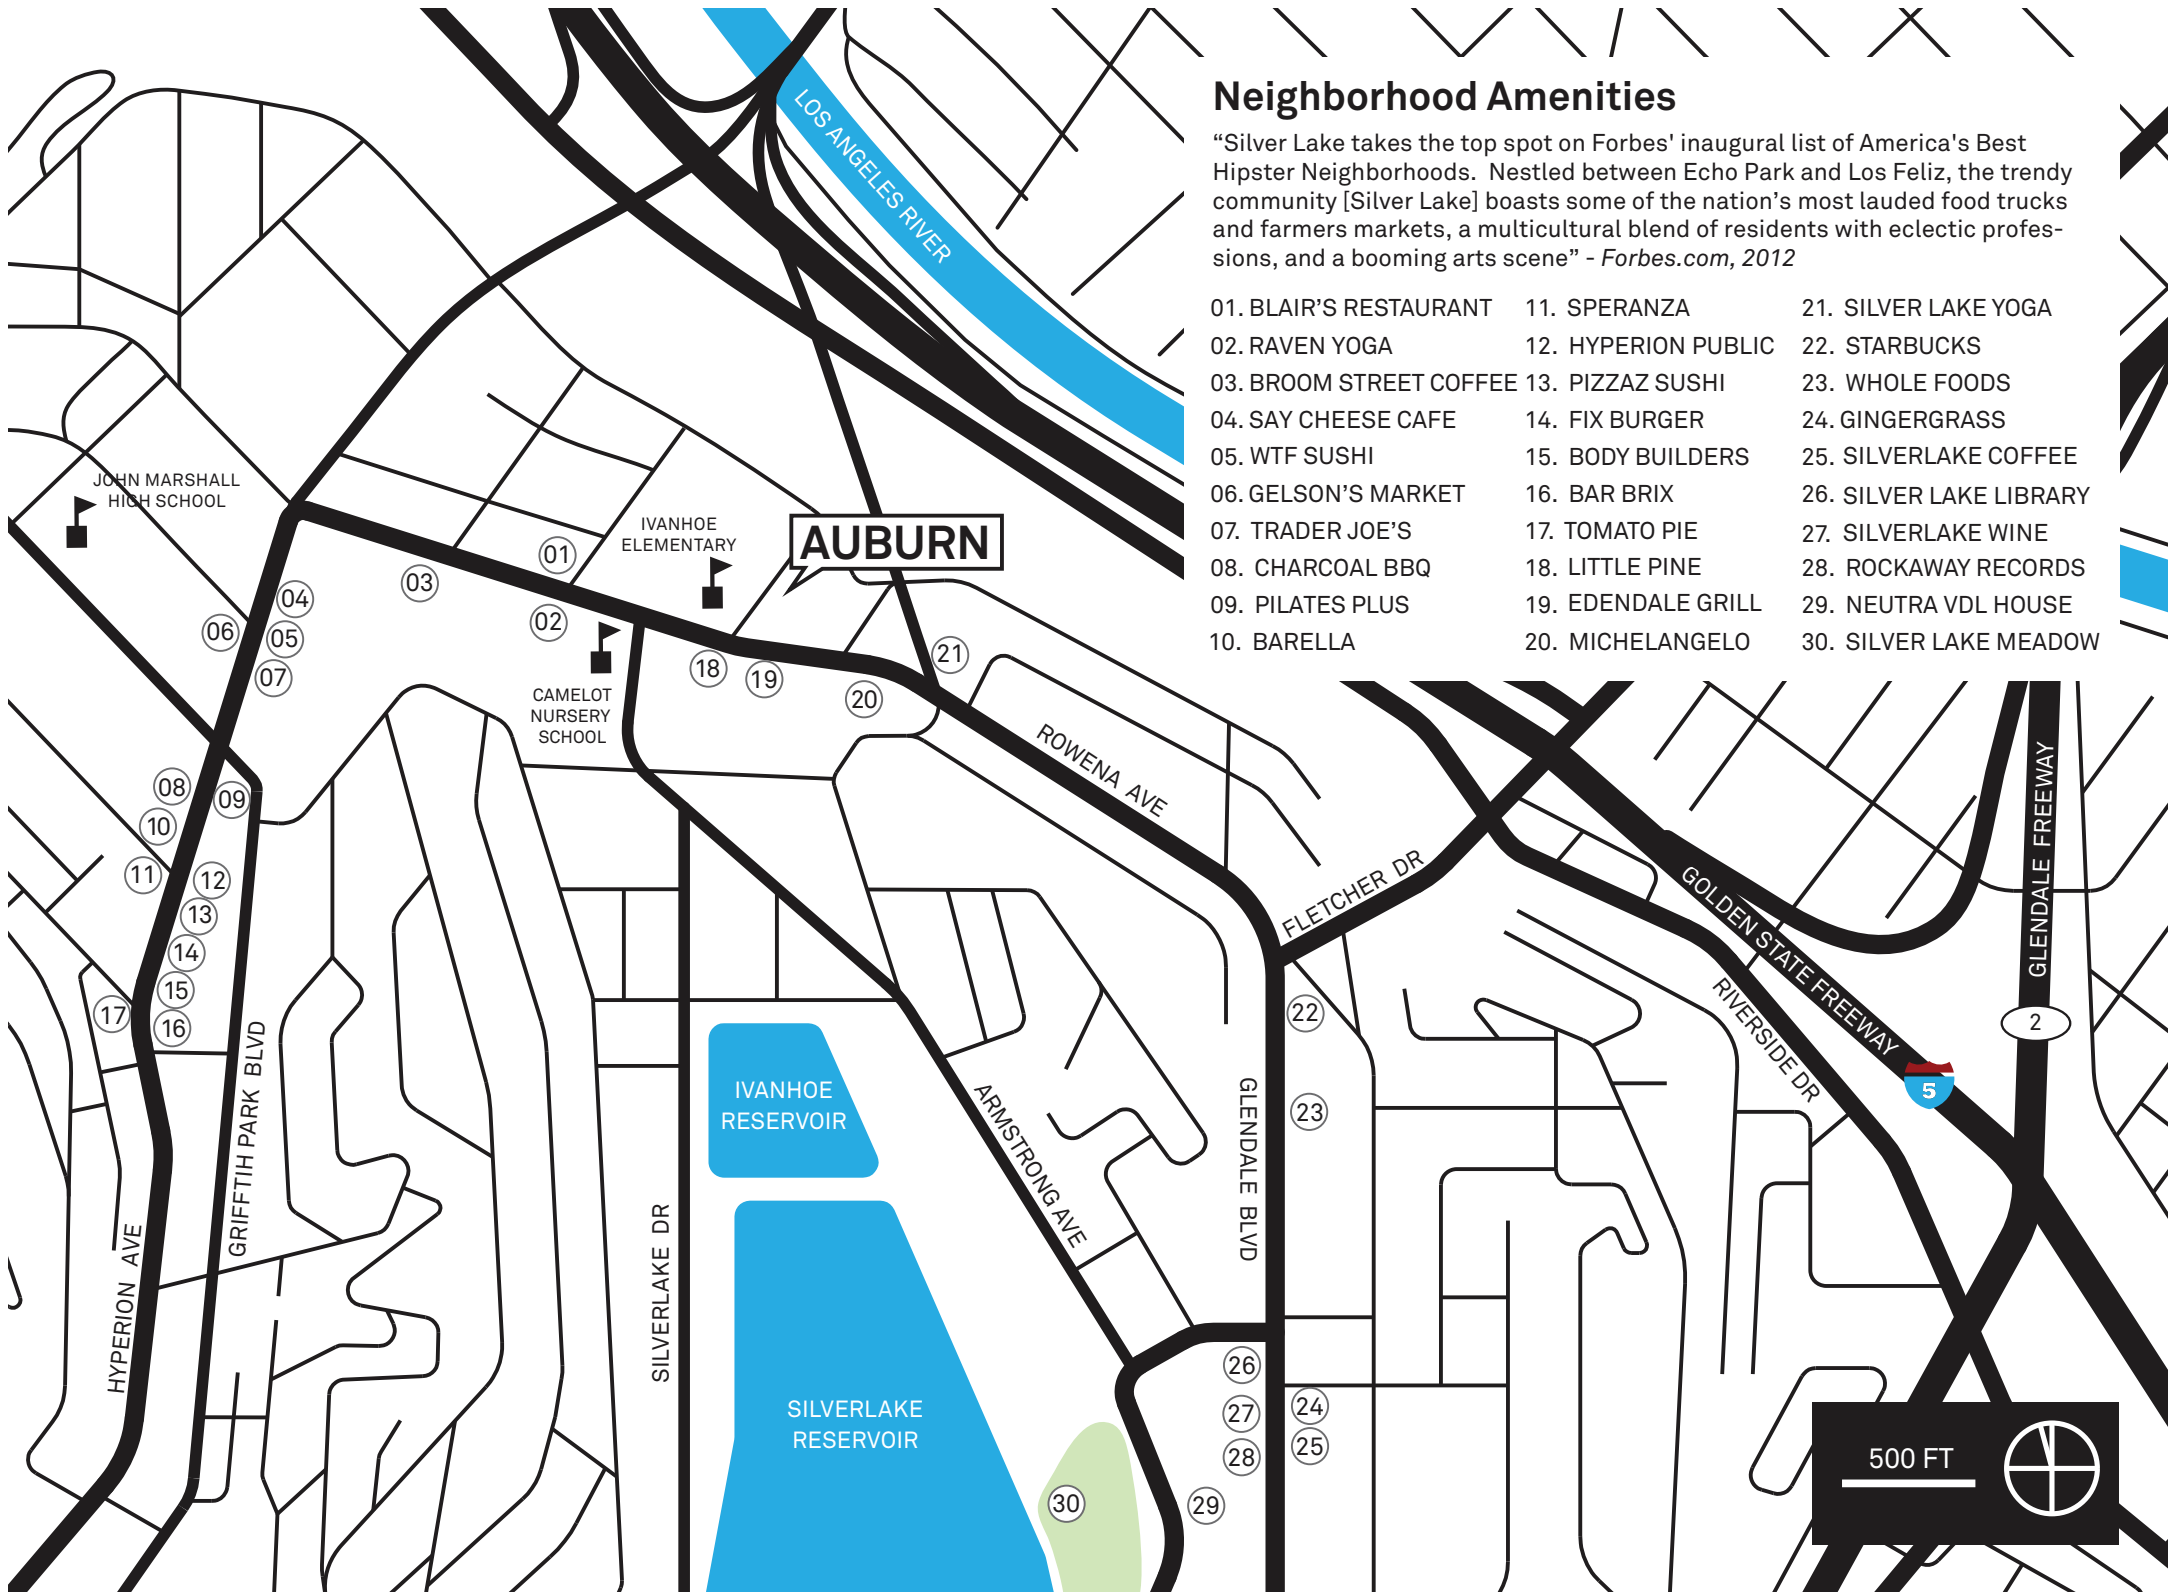 Neighborhood Amenities
“Silver Lake takes the top spot on Forbes' inaugural list of America's Best
Hipster Neighborhoods. Nestled between Echo Park and Los Feliz, the trendy
community [Silver Lake] boasts some of the nation’s most lauded food trucks
and farmers markets, a multicultural blend of residents with eclectic profes-
sions, and a booming arts scene” - Forbes.com, 2012
01. BLAIR’S RESTAURANT
02. RAVEN YOGA
03. BROOM STREET COFFEE
04. SAY CHEESE CAFE
05. WTF SUSHI
06. GELSON’S MARKET
07. TRADER JOE’S
08. CHARCOAL BBQ
09. PILATES PLUS
10. BARELLA
11. SPERANZA
12. HYPERION PUBLIC
13. PIZZAZ SUSHI
14. FIX BURGER
15. BODY BUILDERS
16. BAR BRIX
17. TOMATO PIE
18. LITTLE PINE
19. EDENDALE GRILL
20. MICHELANGELO
21. SILVER LAKE YOGA
22. STARBUCKS
23. WHOLE FOODS
24. GINGERGRASS
25. SILVERLAKE COFFEE
26. SILVER LAKE LIBRARY
27. SILVERLAKE WINE
28. ROCKAWAY RECORDS
29. NEUTRA VDL HOUSE
30. SILVER LAKE MEADOW
LOS ANGELES RIVER
JOHN MARSHALL
HIGH SCHOOL
IVANHOE
ELEMENTARY
AUBURN
CAMELOT
NURSERY
SCHOOL
01
03
02
04
05
06
07
18
19
20
21
ROWENA AVE
08
09
10
11
12
13
14
15
16
17
FLETCHER DR
GOLDEN STATE FREEWAY
GLENDALE FREEWAY
2
5
RIVERSIDE DR
22
23
GLENDALE BLVD
ARMSTRONG AVE
IVANHOE
RESERVOIR
GRIFFTIH PARK BLVD
HYPERION AVE
SILVERLAKE DR
SILVERLAKE
RESERVOIR
26
27
28
24
25
29
30
500 FT